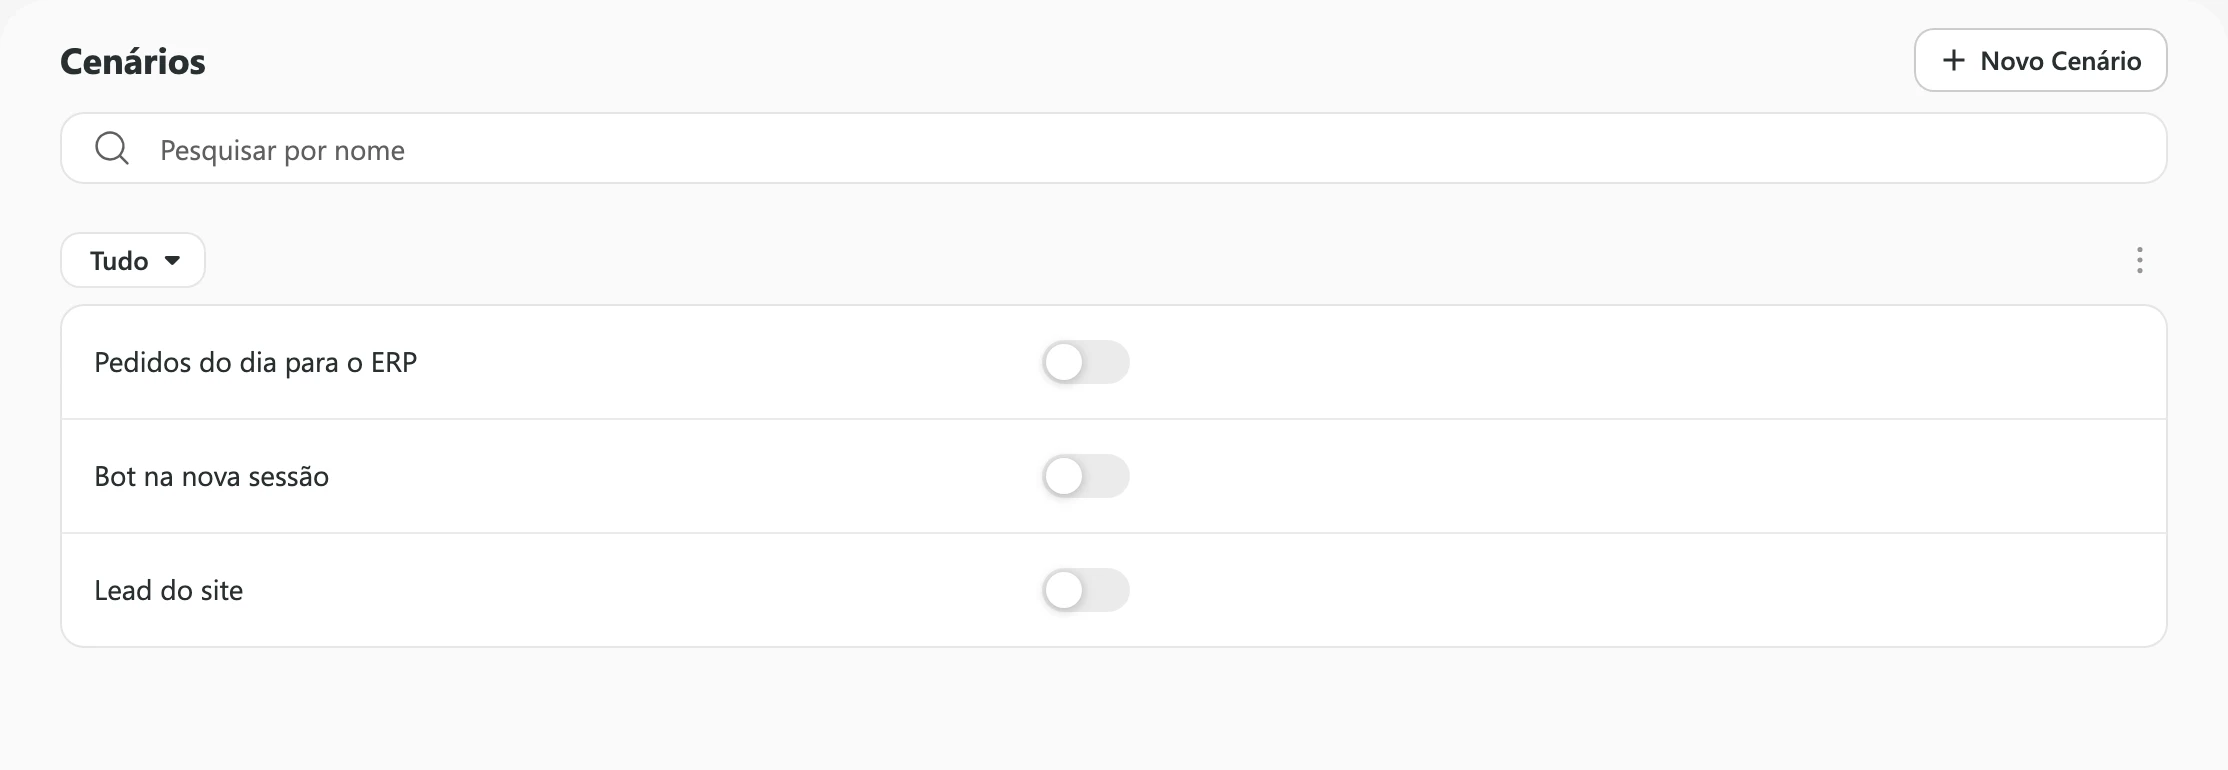 Cenários
+ Novo Cenário
Pesquisar por nome
Tudo
Pedidos do dia para o ERP
Bot na nova sessão
Lead do site